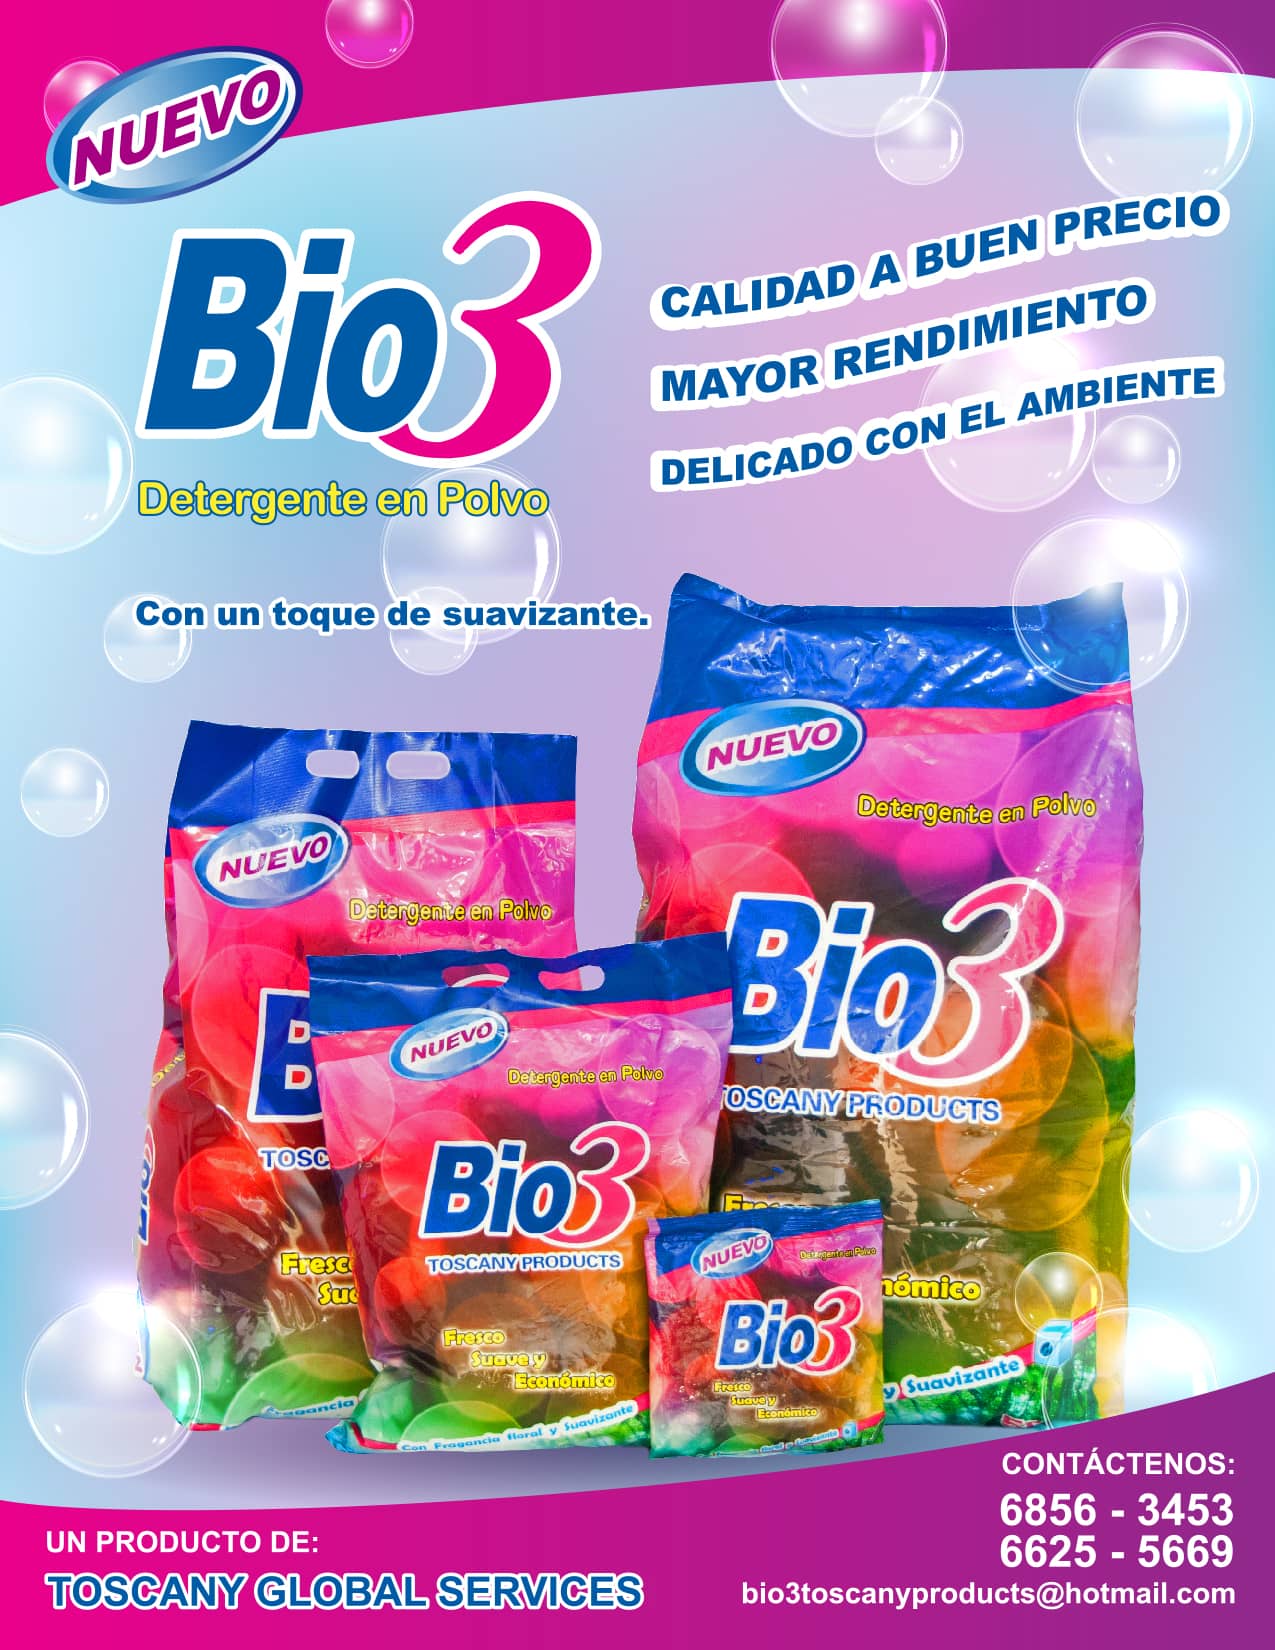 NUEVO
Bio3
Detergente en Polvo
Con un toque de suavizante.
CALIDAD A BUEN PRECIO
MAYOR RENDIMIENTO
DELICADO CON EL AMBIENTE
NUEVO
Detergente en Polvo
TOSC
Fresc
NUEVO
Detergente en Polvo
Bio3
TOSCANY PRODUCTS
Fresco
Suave y
Económico
Con Fragancia floral y Suavizante
NUEVO
Detergente en Polvo
Bio3
Fresco
Suave y
Económico
NUEVO
Detergente en Polvo
Bio3
TOSCANY PRODUCTS
y Suavizante
UN PRODUCTO DE:
TOSCANY GLOBAL SERVICES
CONTÁCTENOS:
6856 - 3453
6625 - 5669
bio3toscanyproducts@hotmail.com